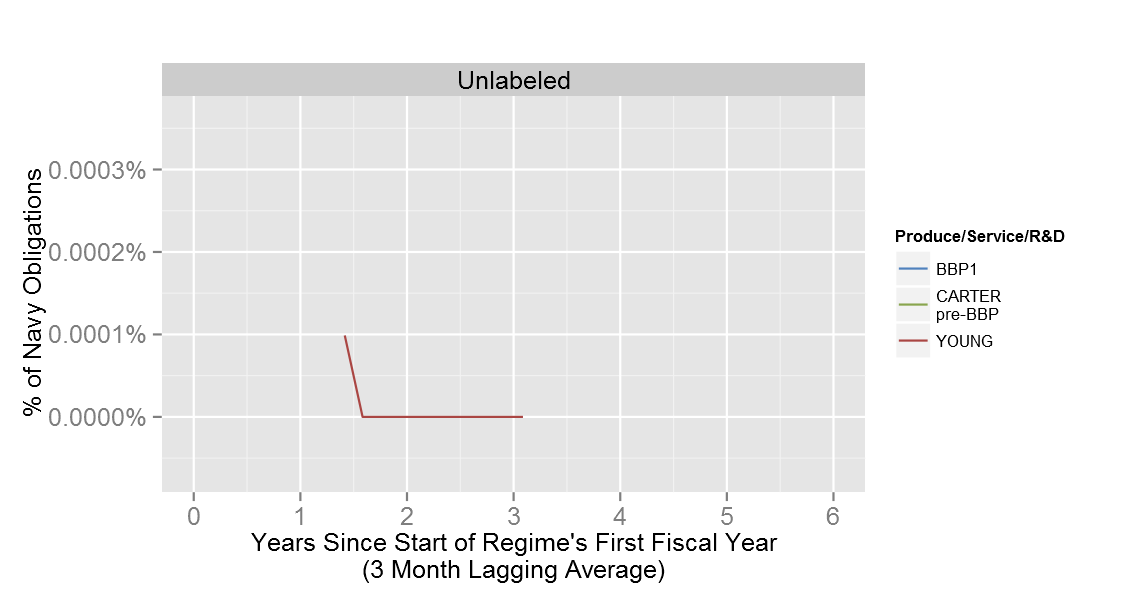 Unlabeled
% of Navy Obligations
0.0003%
0.0002%
0.0001%
0.0000%
0 1 2 3 4 5 6
Years Since Start of Regime's First Fiscal Year
(3 Month Lagging Average)
Produce/Service/R&D
BBP1
CARTER
pre-BBP
YOUNG